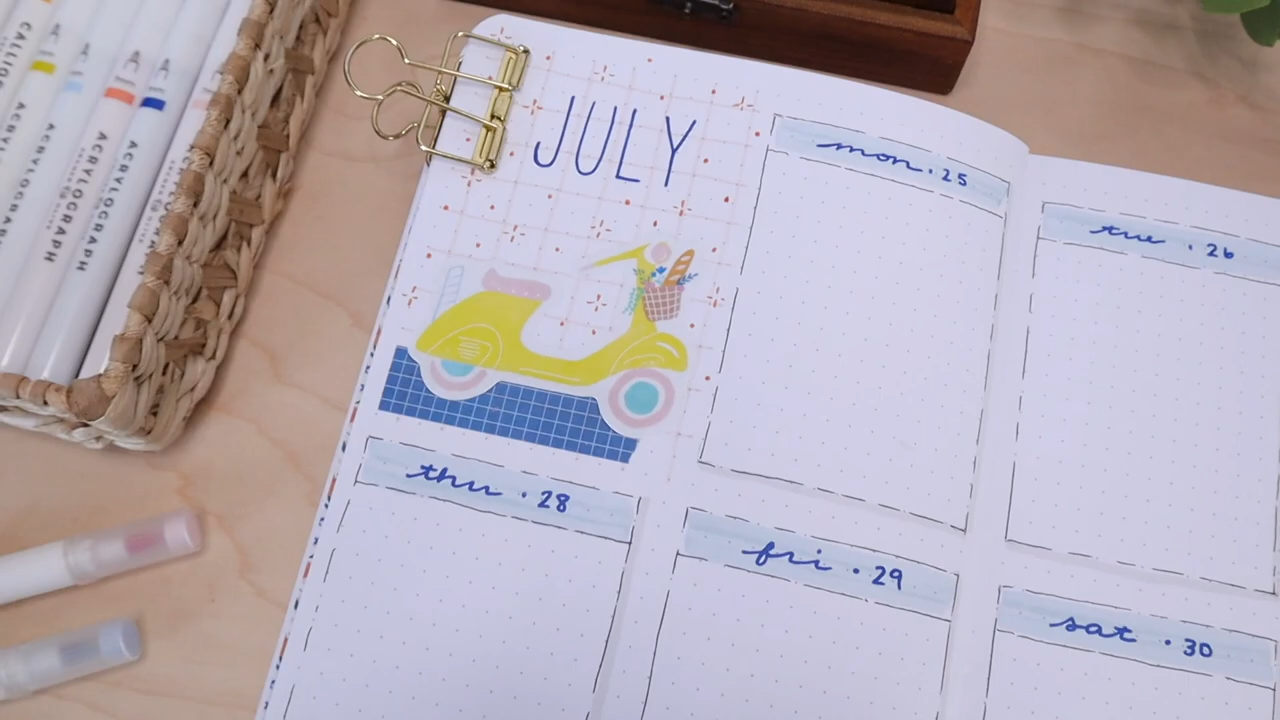 CALLIG
ACRYLOGRAPH
ACRYLOGRAPH
ACRYLOGRAPH
JULY
mon · 25
tue · 26
thu · 28
fri · 29
sat · 30